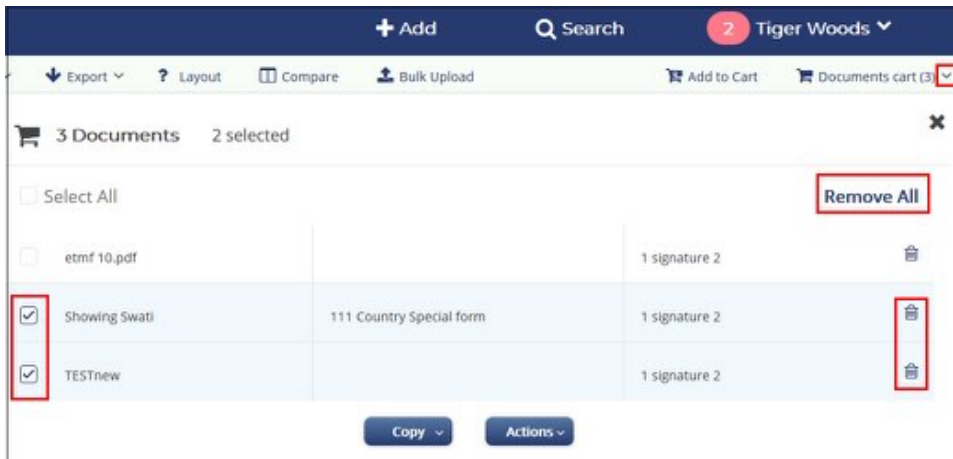 Add Search 2 Tiger Woods
Export ? Layout Compare Bulk Upload Add to Cart Documents cart (3)
3 Documents 2 selected
Select All Remove All
etmf 10.pdf 1 signature 2
Showing Swati 111 Country Special form 1 signature 2
TESTnew 1 signature 2
Copy Actions